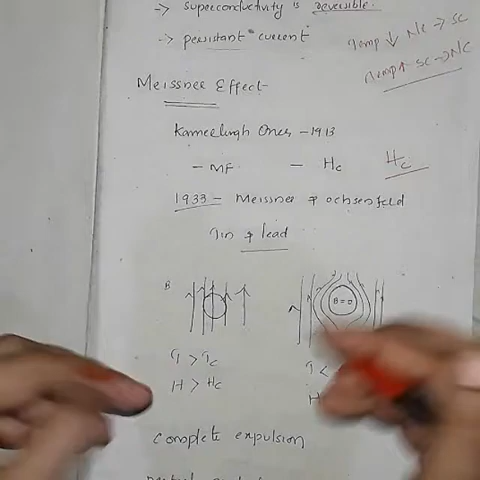 -> superconductivity is reversible.
-> persistant current
Temp ↓ NC -> SC
Temp ↑ SC -> NC
Meissner Effect-
Kamerlingh Ones - 1913
- MF - Hc Hc
1933 - Meissner & ochsenfeld
Tin & lead
B
B = 0
T > Tc
T <
H > Hc
H
complete expulsion